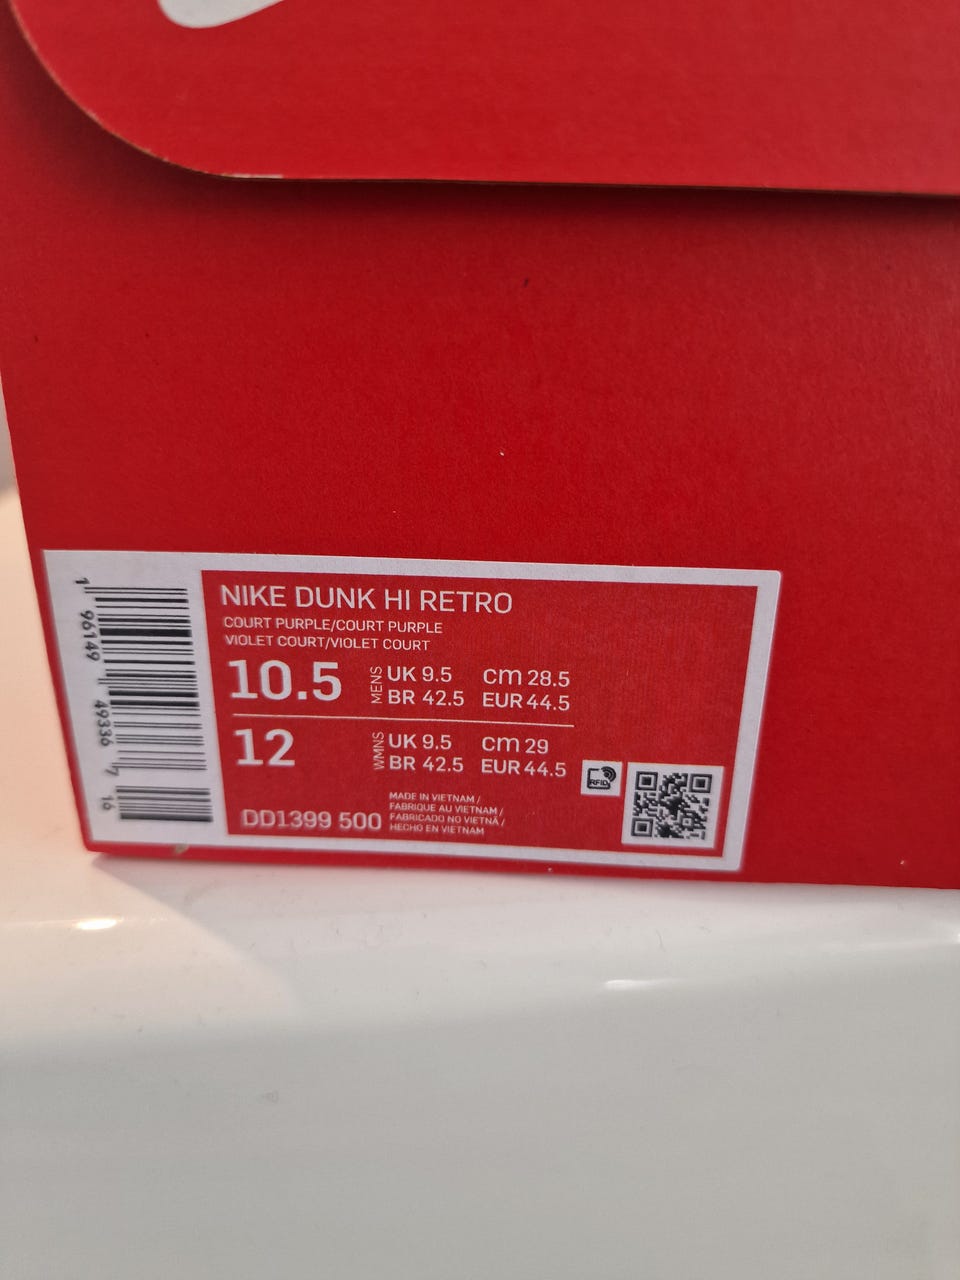 NIKE DUNK HI RETRO
COURT PURPLE/COURT PURPLE
VIOLET COURT/VIOLET COURT
10.5 MENS UK 9.5 cm 28.5
BR 42.5 EUR 44.5
12 WMNS UK 9.5 cm 29
BR 42.5 EUR 44.5
RFID
DD1399 500
MADE IN VIETNAM /
FABRIQUE AU VIETNAM /
FABRICADO NO VIETNÃ /
HECHO EN VIETNAM
1 96149 49336 7 16